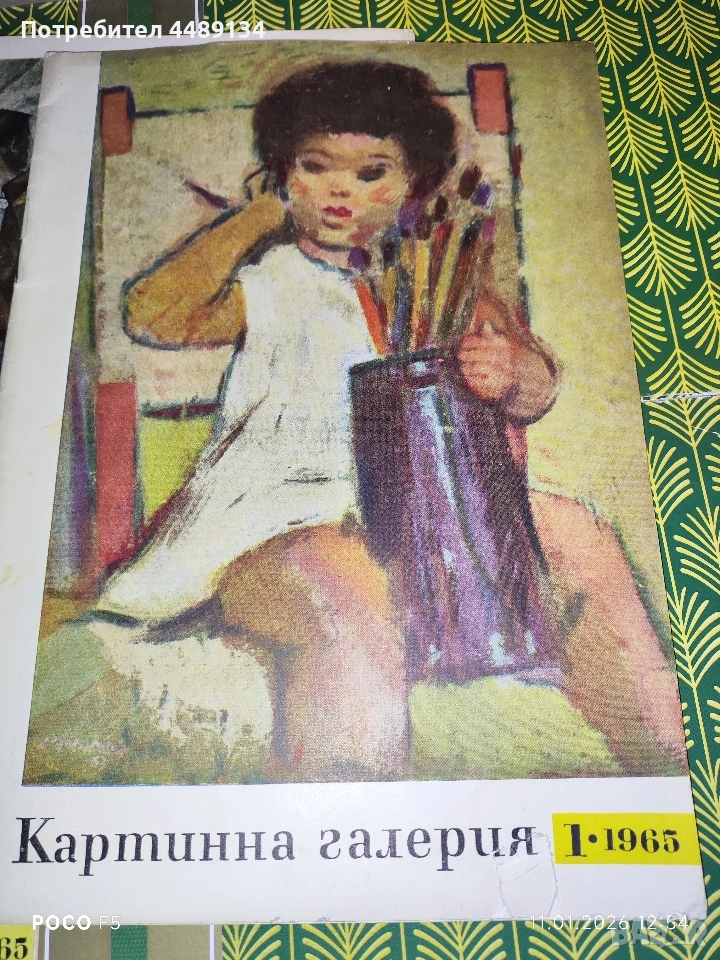 Потребител 4489134
Картинна галерия 1•1965
POCO F5
11.01.2026 12:54
65